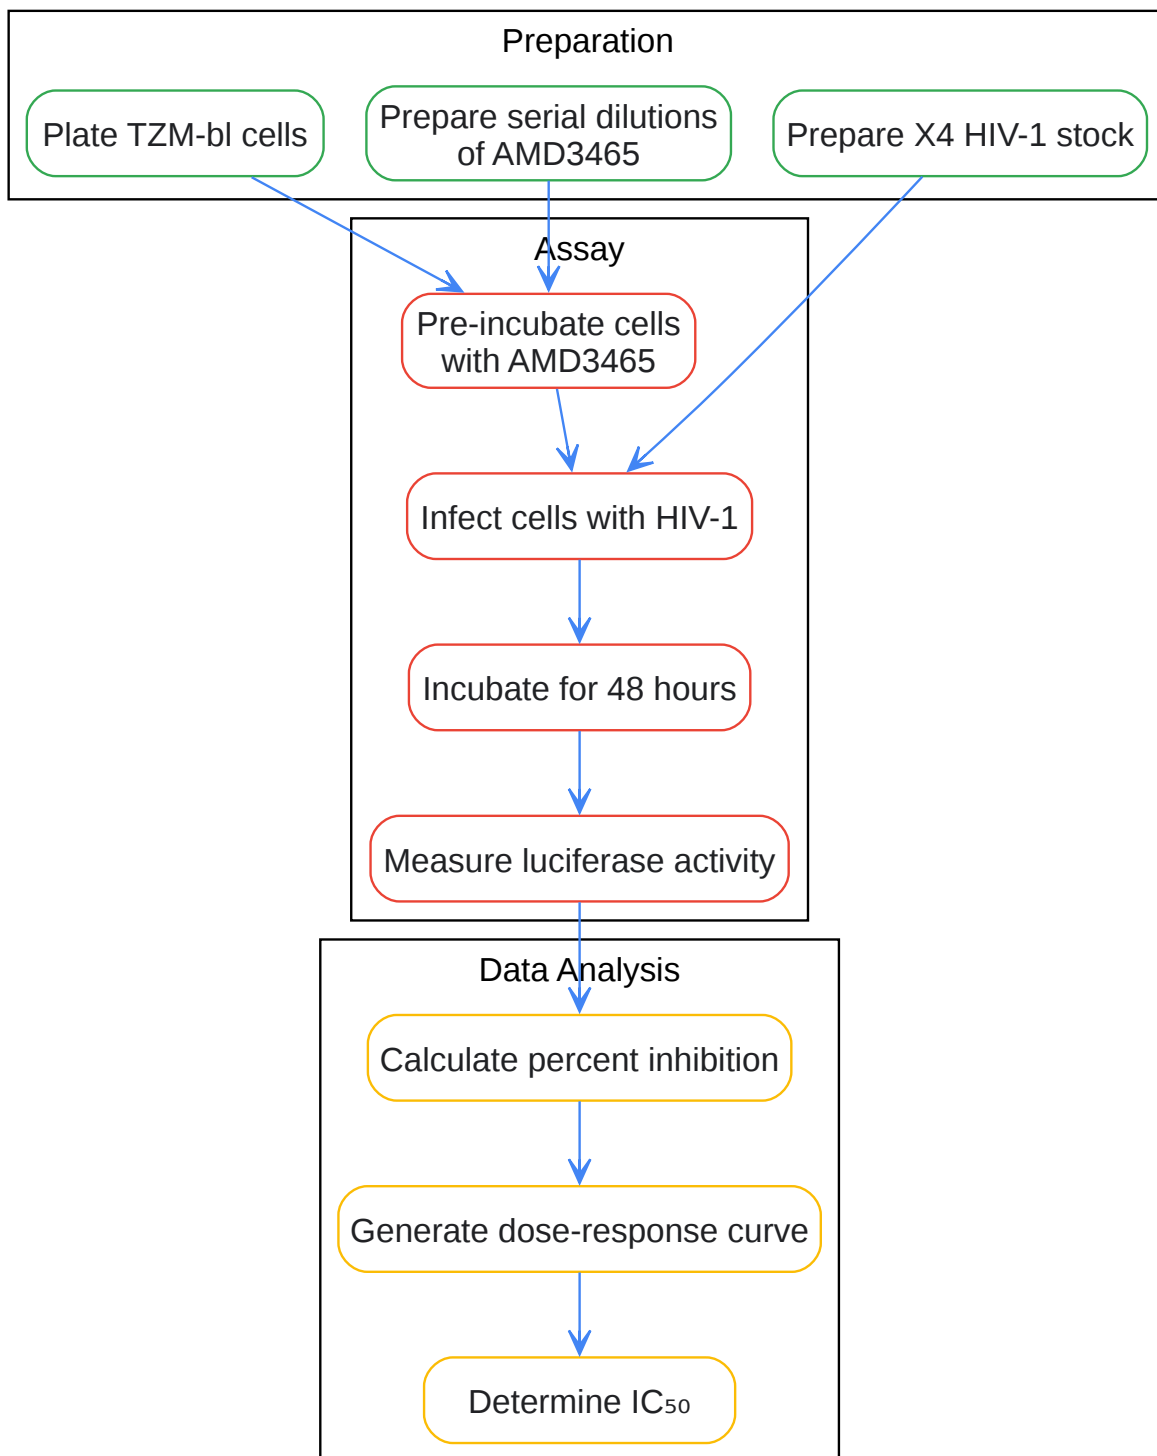 Preparation
Plate TZM-bl cells
Prepare serial dilutions
of AMD3465
Prepare X4 HIV-1 stock
Assay
Pre-incubate cells
with AMD3465
Infect cells with HIV-1
Incubate for 48 hours
Measure luciferase activity
Data Analysis
Calculate percent inhibition
Generate dose-response curve
Determine IC₅₀